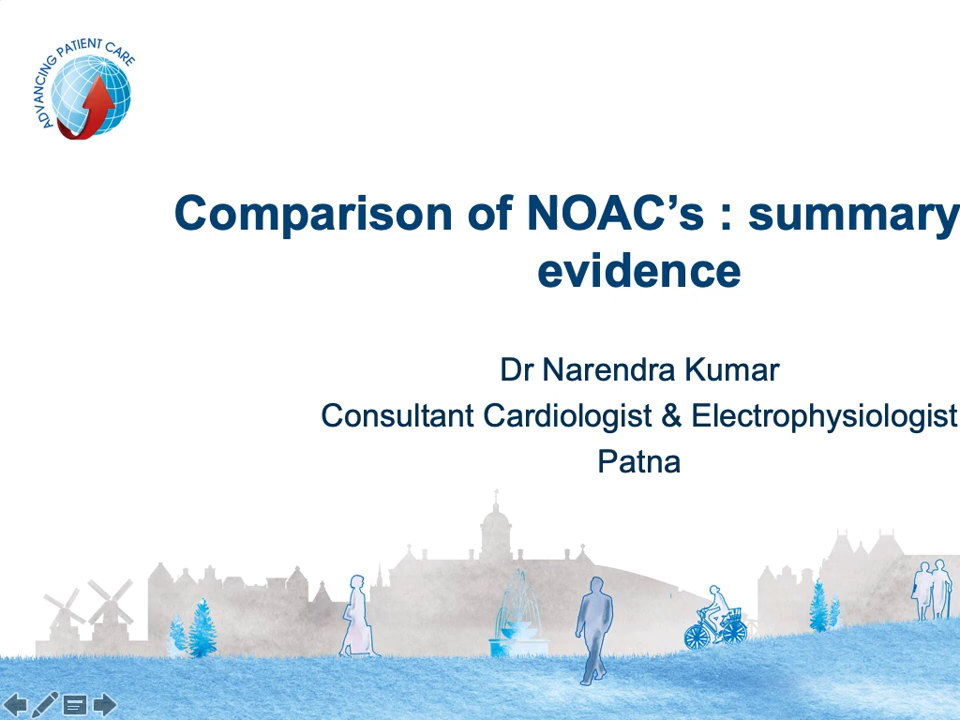 ADVANCING PATIENT CARE
Comparison of NOAC’s : summary
evidence
Dr Narendra Kumar
Consultant Cardiologist & Electrophysiologist
Patna